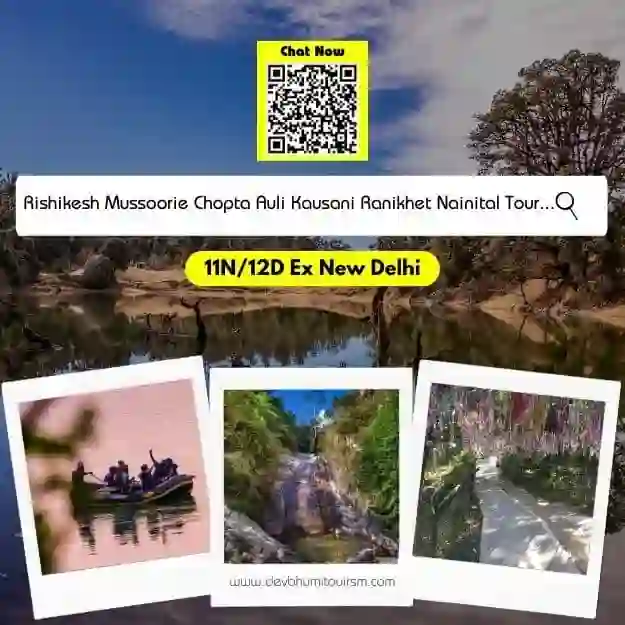 Chat Now
Rishikesh Mussoorie Chopta Auli Kausani Ranikhet Nainital Tour...
11N/12D Ex New Delhi
www.devbhumitourism.com